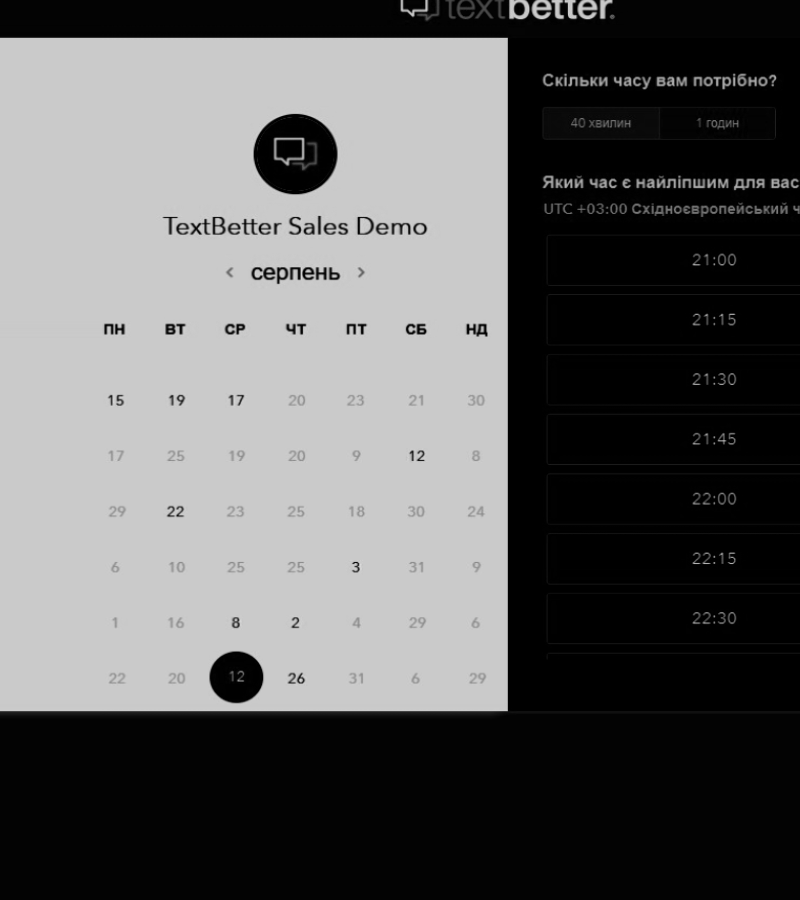 textbetter.
TextBetter Sales Demo
‹ серпень ›
ПН ВТ СР ЧТ ПТ СБ НД
15 19 17 20 23 21 30
17 25 19 20 9 12 8
29 22 23 25 18 30 24
6 10 25 25 3 31 9
1 16 8 2 4 29 6
22 20 12 26 31 6 29
Скільки часу вам потрібно?
40 хвилин 1 годин
Який час є найліпшим для вас
UTC +03:00 Східноєвропейський ч
21:00
21:15
21:30
21:45
22:00
22:15
22:30